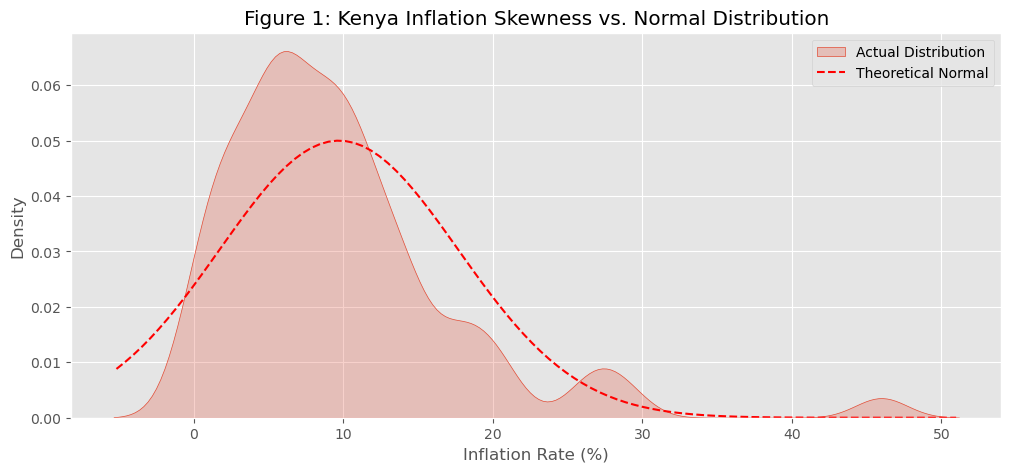 Figure 1: Kenya Inflation Skewness vs. Normal Distribution
Actual Distribution
Theoretical Normal
Density
0.06
0.05
0.04
0.03
0.02
0.01
0.00
0 10 20 30 40 50
Inflation Rate (%)